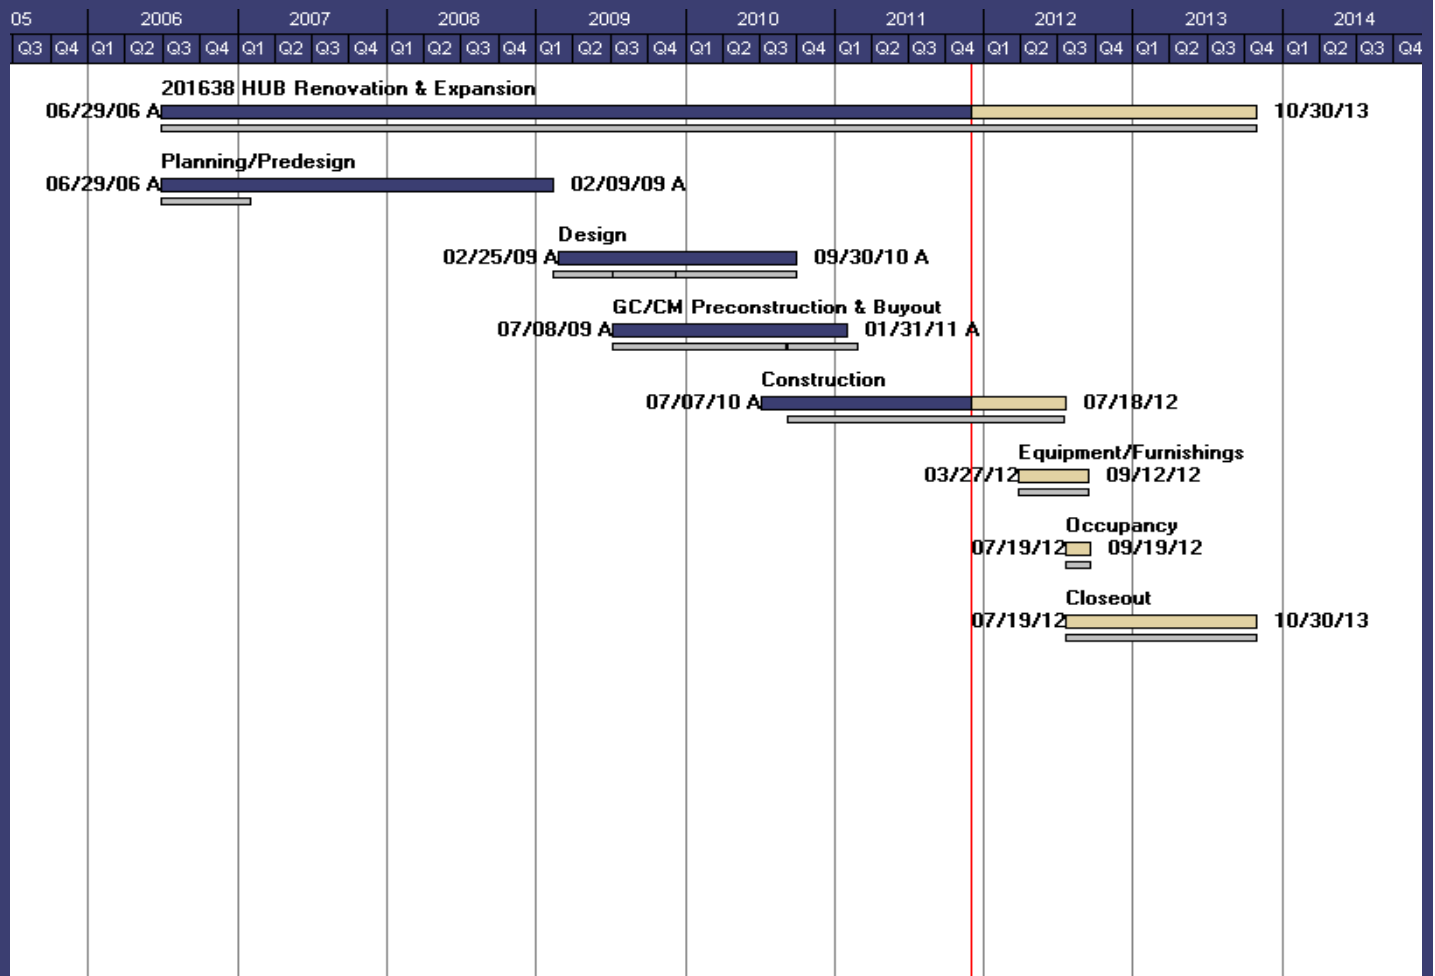 05 2006 2007 2008 2009 2010 2011 2012 2013 2014
Q3 Q4 Q1 Q2 Q3 Q4 Q1 Q2 Q3 Q4 Q1 Q2 Q3 Q4 Q1 Q2 Q3 Q4 Q1 Q2 Q3 Q4 Q1 Q2 Q3 Q4 Q1 Q2 Q3 Q4 Q1 Q2 Q3 Q4 Q1 Q2 Q3 Q4
201638 HUB Renovation & Expansion
06/29/06 A 10/30/13
Planning/Predesign
06/29/06 A 02/09/09 A
Design
02/25/09 A 09/30/10 A
GC/CM Preconstruction & Buyout
07/08/09 A 01/31/11 A
Construction
07/07/10 A 07/18/12
Equipment/Furnishings
03/27/12 09/12/12
Occupancy
07/19/12 09/19/12
Closeout
07/19/12 10/30/13